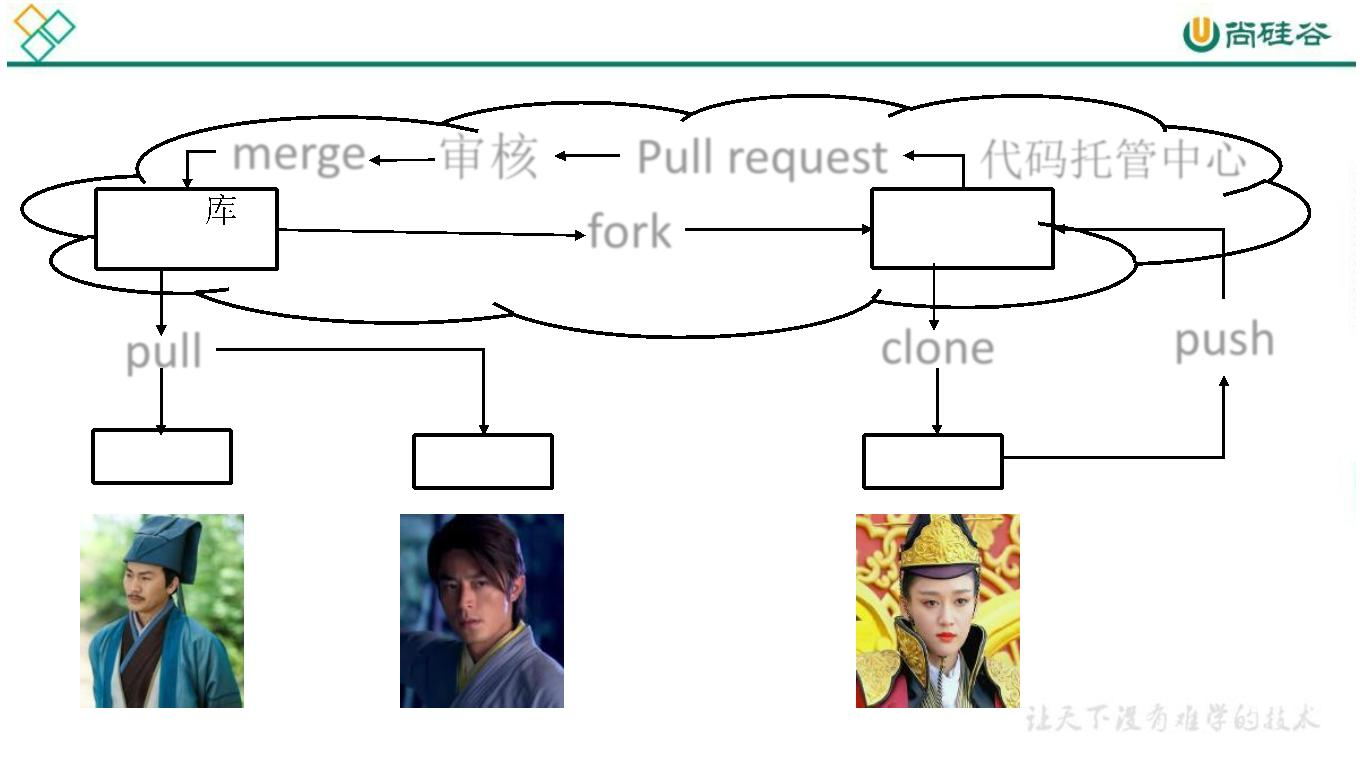 尚硅谷
merge 审核 Pull request 代码托管中心
库
fork
pull
clone
push
让天下没有难学的技术